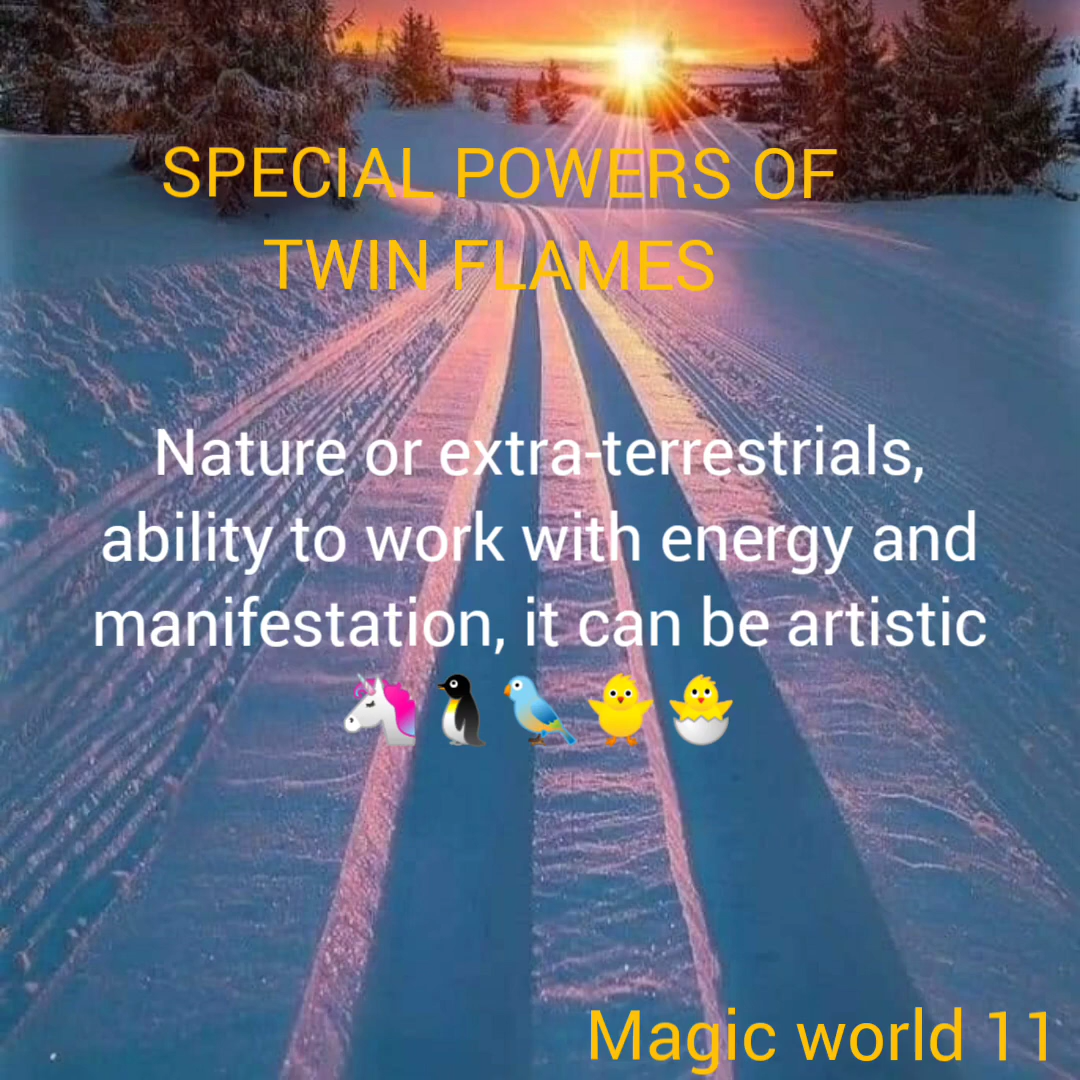 SPECIAL POWERS OF
TWIN FLAMES
Nature or extra-terrestrials,
ability to work with energy and
manifestation, it can be artistic
🦄🐧🐦🐥🐣
Magic world 11